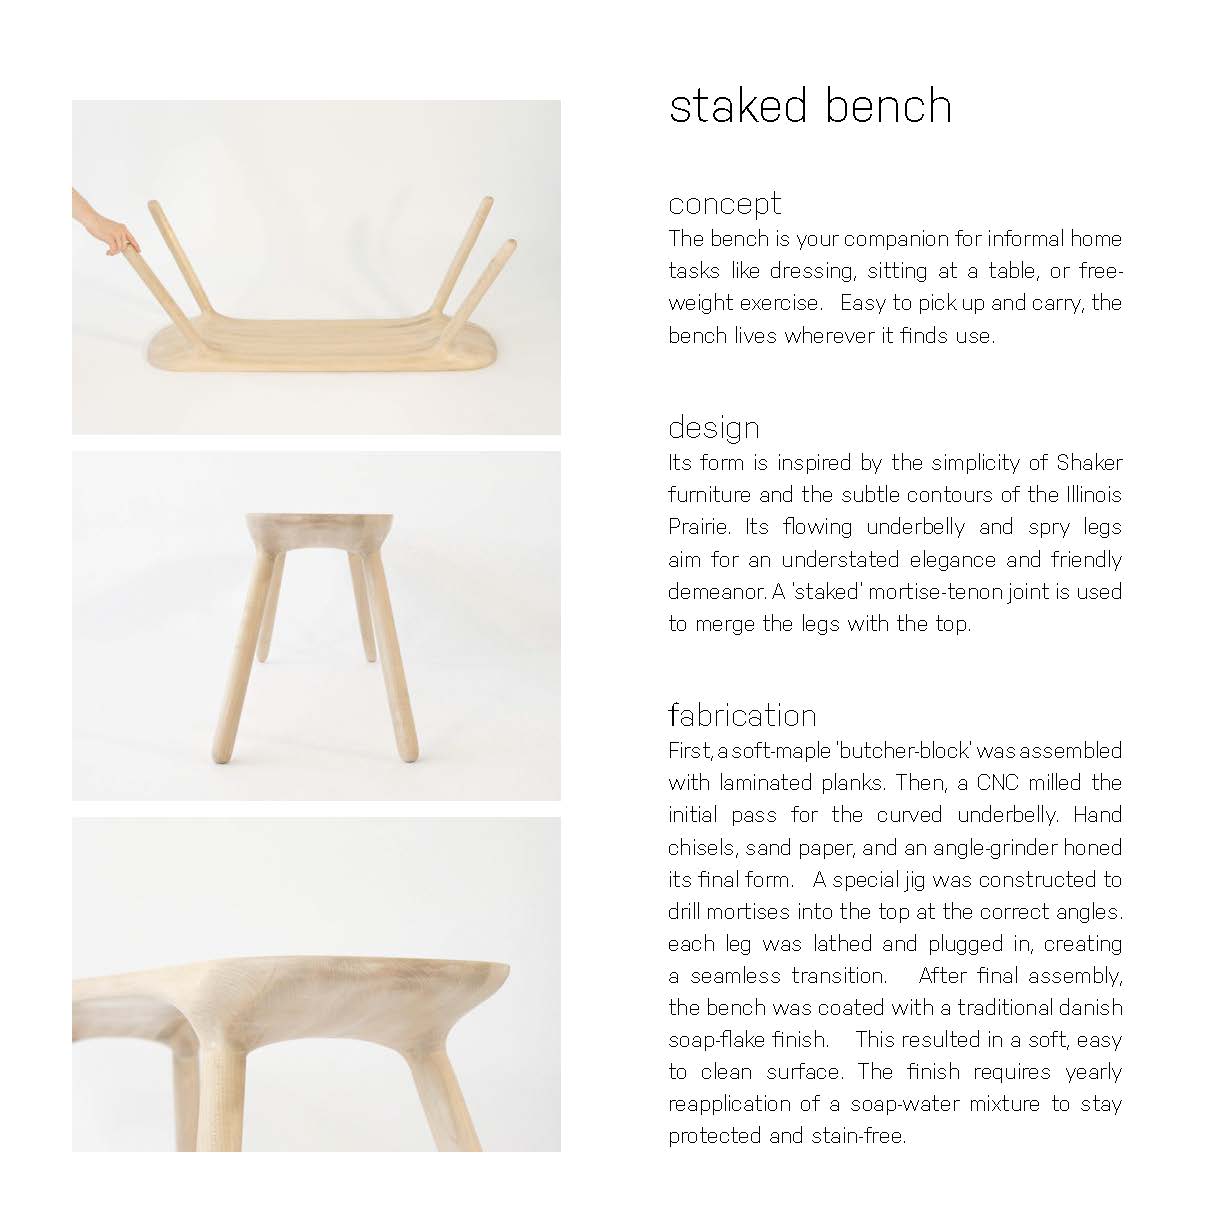 staked bench
concept
The bench is your companion for informal home
tasks like dressing, sitting at a table, or free-
weight exercise. Easy to pick up and carry, the
bench lives wherever it finds use.
design
Its form is inspired by the simplicity of Shaker
furniture and the subtle contours of the Illinois
Prairie. Its flowing underbelly and spry legs
aim for an understated elegance and friendly
demeanor. A 'staked' mortise-tenon joint is used
to merge the legs with the top.
fabrication
First, a soft-maple 'butcher-block' was assembled
with laminated planks. Then, a CNC milled the
initial pass for the curved underbelly. Hand
chisels, sand paper, and an angle-grinder honed
its final form. A special jig was constructed to
drill mortises into the top at the correct angles.
each leg was lathed and plugged in, creating
a seamless transition. After final assembly,
the bench was coated with a traditional danish
soap-flake finish. This resulted in a soft, easy
to clean surface. The finish requires yearly
reapplication of a soap-water mixture to stay
protected and stain-free.